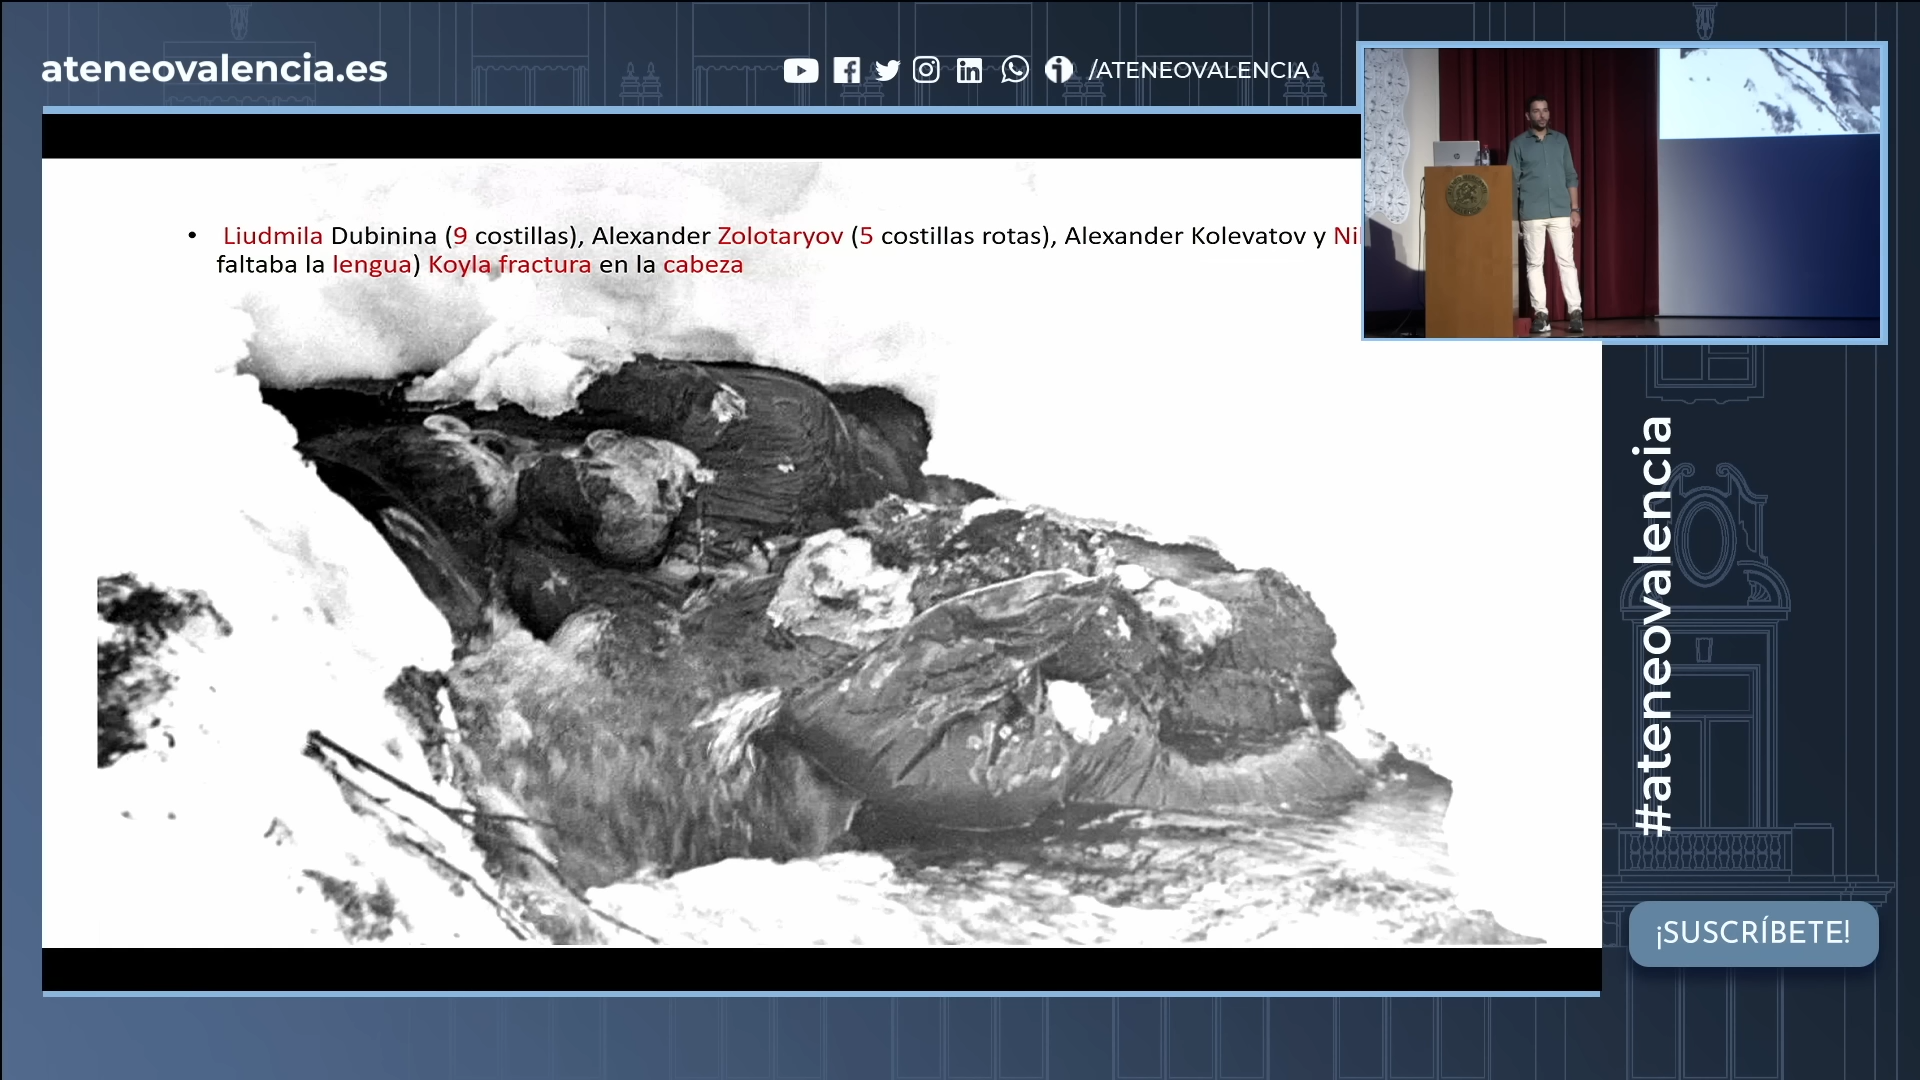 ateneovalencia.es
/ATENEOVALENCIA
• Liudmila Dubinina (9 costillas), Alexander Zolotaryov (5 costillas rotas), Alexander Kolevatov y
faltaba la lengua) Koyla fractura en la cabeza
#ateneovalencia
¡SUSCRÍBETE!